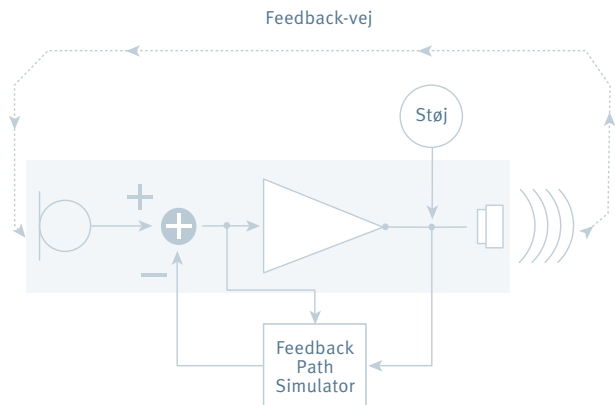 Feedback-vej
Støj
+
+
−
Feedback
Path
Simulator